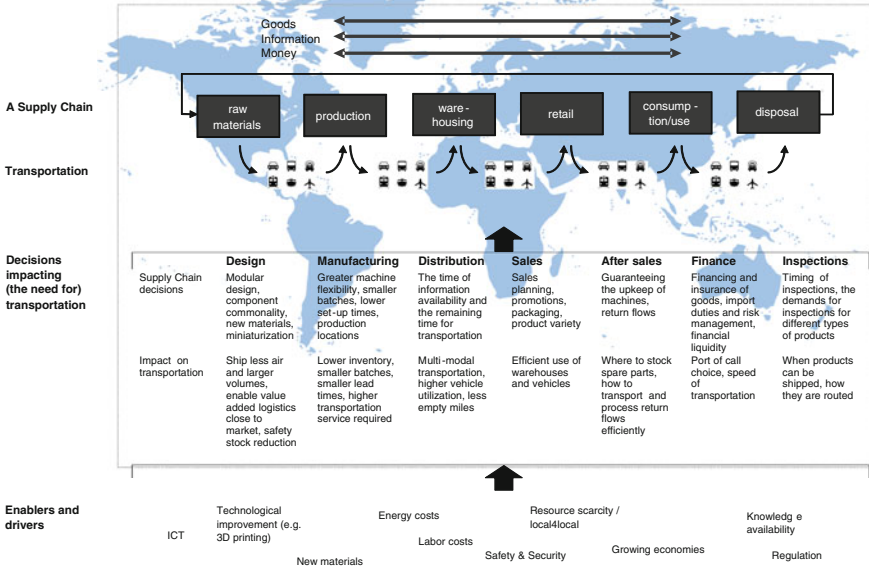 Goods
Information
Money
A Supply Chain
raw
materials
production
ware-
housing
retail
consump -
tion/use
disposal
Transportation
Decisions
impacting
(the need for)
transportation
Supply Chain
decisions
Design
Modular
design,
component
commonality,
new materials,
miniaturization
Manufacturing
Greater machine
flexibility, smaller
batches, lower
set-up times,
production
locations
Distribution
The time of
information
availability and
the remaining
time for
transportation
Sales
Sales
planning,
promotions,
packaging,
product variety
After sales
Guaranteeing
the upkeep of
machines,
return flows
Finance
Financing and
insurance of
goods, import
duties and risk
management,
financial
liquidity
Inspections
Timing of
inspections, the
demands for
inspections for
different types
of products
Impact on
transportation
Ship less air
and larger
volumes,
enable value
added logistics
close to
market, safety
stock reduction
Lower inventory,
smaller batches,
smaller lead
times, higher
transportation
service required
Multi-modal
transportation,
higher vehicle
utilization, less
empty miles
Efficient use of
warehouses
and vehicles
Where to stock
spare parts,
how to
transport and
process return
flows
efficiently
Port of call
choice, speed
of
transportation
When products
can be
shipped, how
they are routed
Enablers and
drivers
ICT
Technological
improvement (e.g.
3D printing)
New materials
Energy costs
Labor costs
Safety & Security
Resource scarcity /
local4local
Growing economies
Knowledg e
availability
Regulation